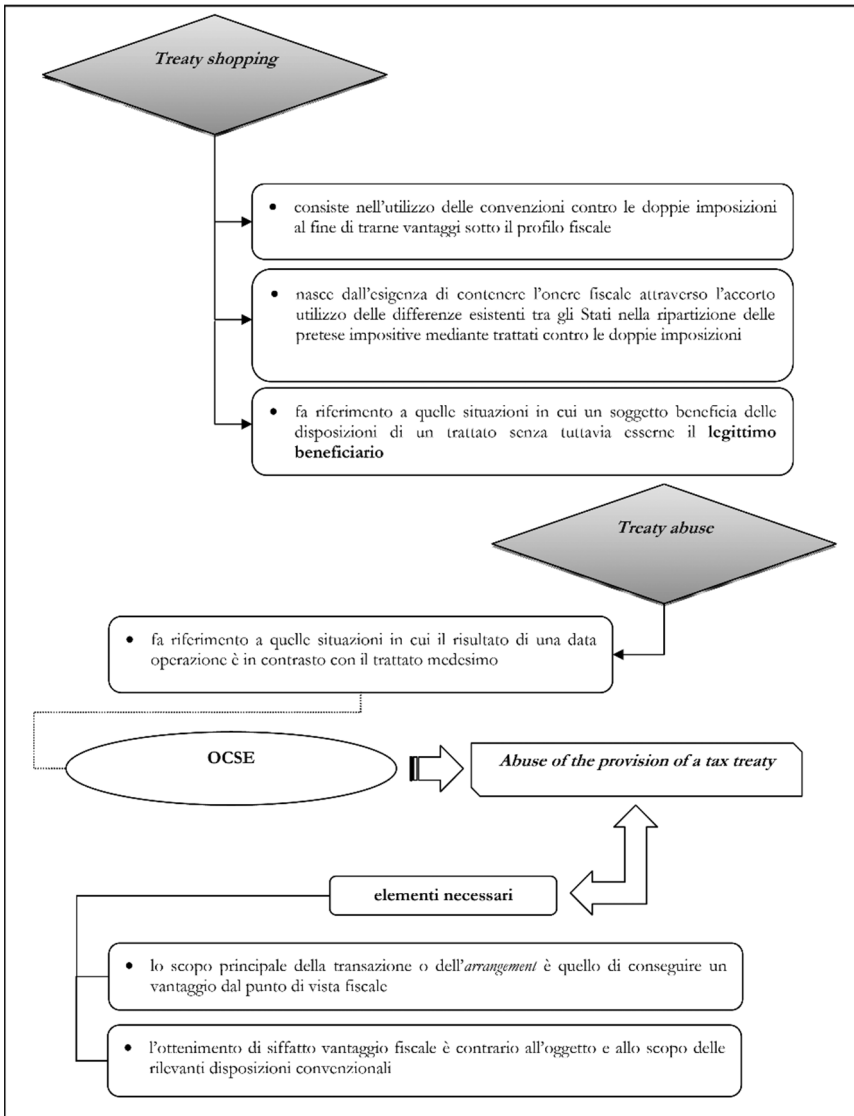 Treaty shopping
• consiste nell'utilizzo delle convenzioni contro le doppie imposizioni
al fine di trarne vantaggi sotto il profilo fiscale
• nasce dall'esigenza di contenere l'onere fiscale attraverso l'accorto
utilizzo delle differenze esistenti tra gli Stati nella ripartizione delle
pretese impositive mediante trattati contro le doppie imposizioni
• fa riferimento a quelle situazioni in cui un soggetto beneficia delle
disposizioni di un trattato senza tuttavia esserne il legittimo
beneficiario
Treaty abuse
• fa riferimento a quelle situazioni in cui il risultato di una data
operazione è in contrasto con il trattato medesimo
OCSE
Abuse of the provision of a tax treaty
elementi necessari
• lo scopo principale della transazione o dell'arrangement è quello di conseguire un
vantaggio dal punto di vista fiscale
• l'ottenimento di siffatto vantaggio fiscale è contrario all'oggetto e allo scopo delle
rilevanti disposizioni convenzionali